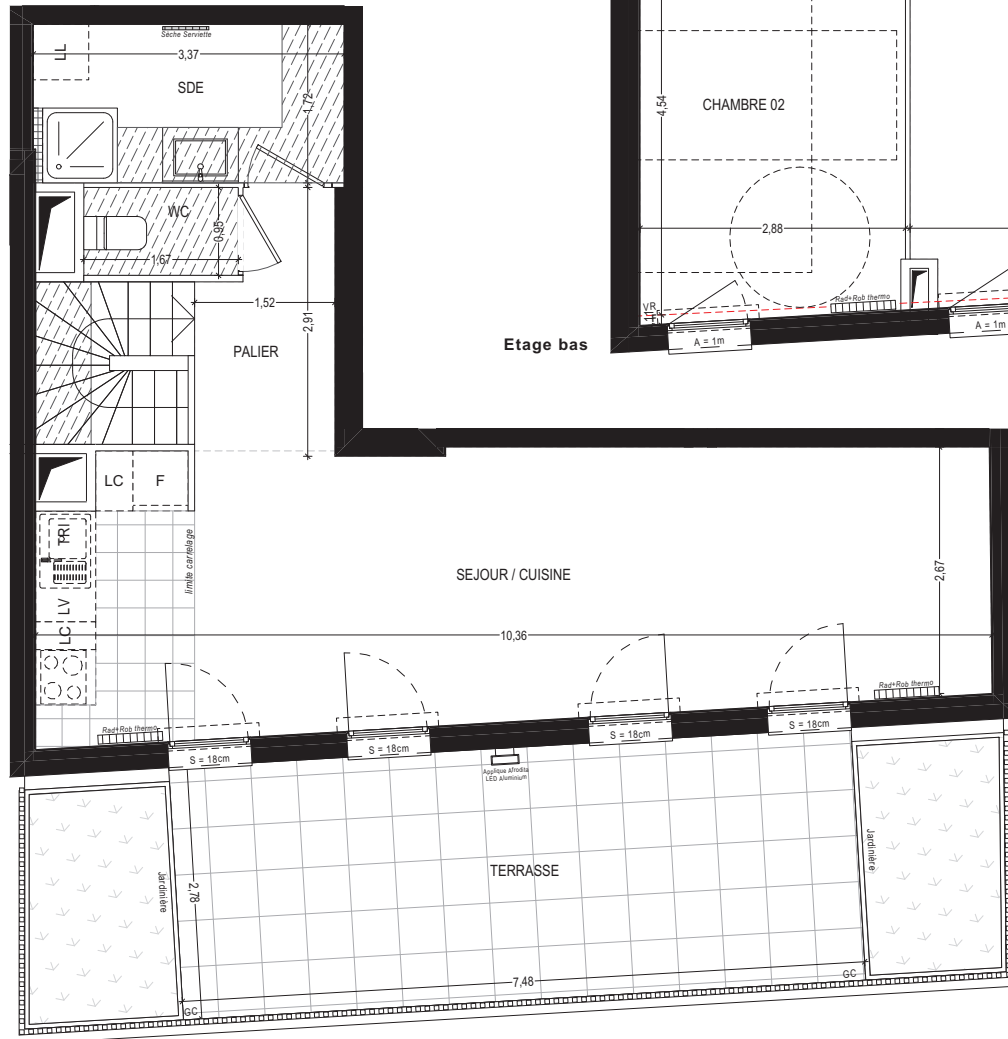 Sèche Serviette
LL
3,37
SDE
1,72
4,54
CHAMBRE 02
WC
0,95
1,67
2,88
1,52
2,91
PALIER
VR
Rad+Rob thermo
A = 1m
A = 1m
Etage bas
LC
F
TRI
limite carrelage
LV
LC
SEJOUR / CUISINE
2,67
10,36
Rad+Rob thermo
Rad+Rob thermo
S = 18cm
S = 18cm
S = 18cm
S = 18cm
Applique Afrodita
LED Aluminium
Jardinière
2,78
TERRASSE
Jardinière
7,48
GC
GC